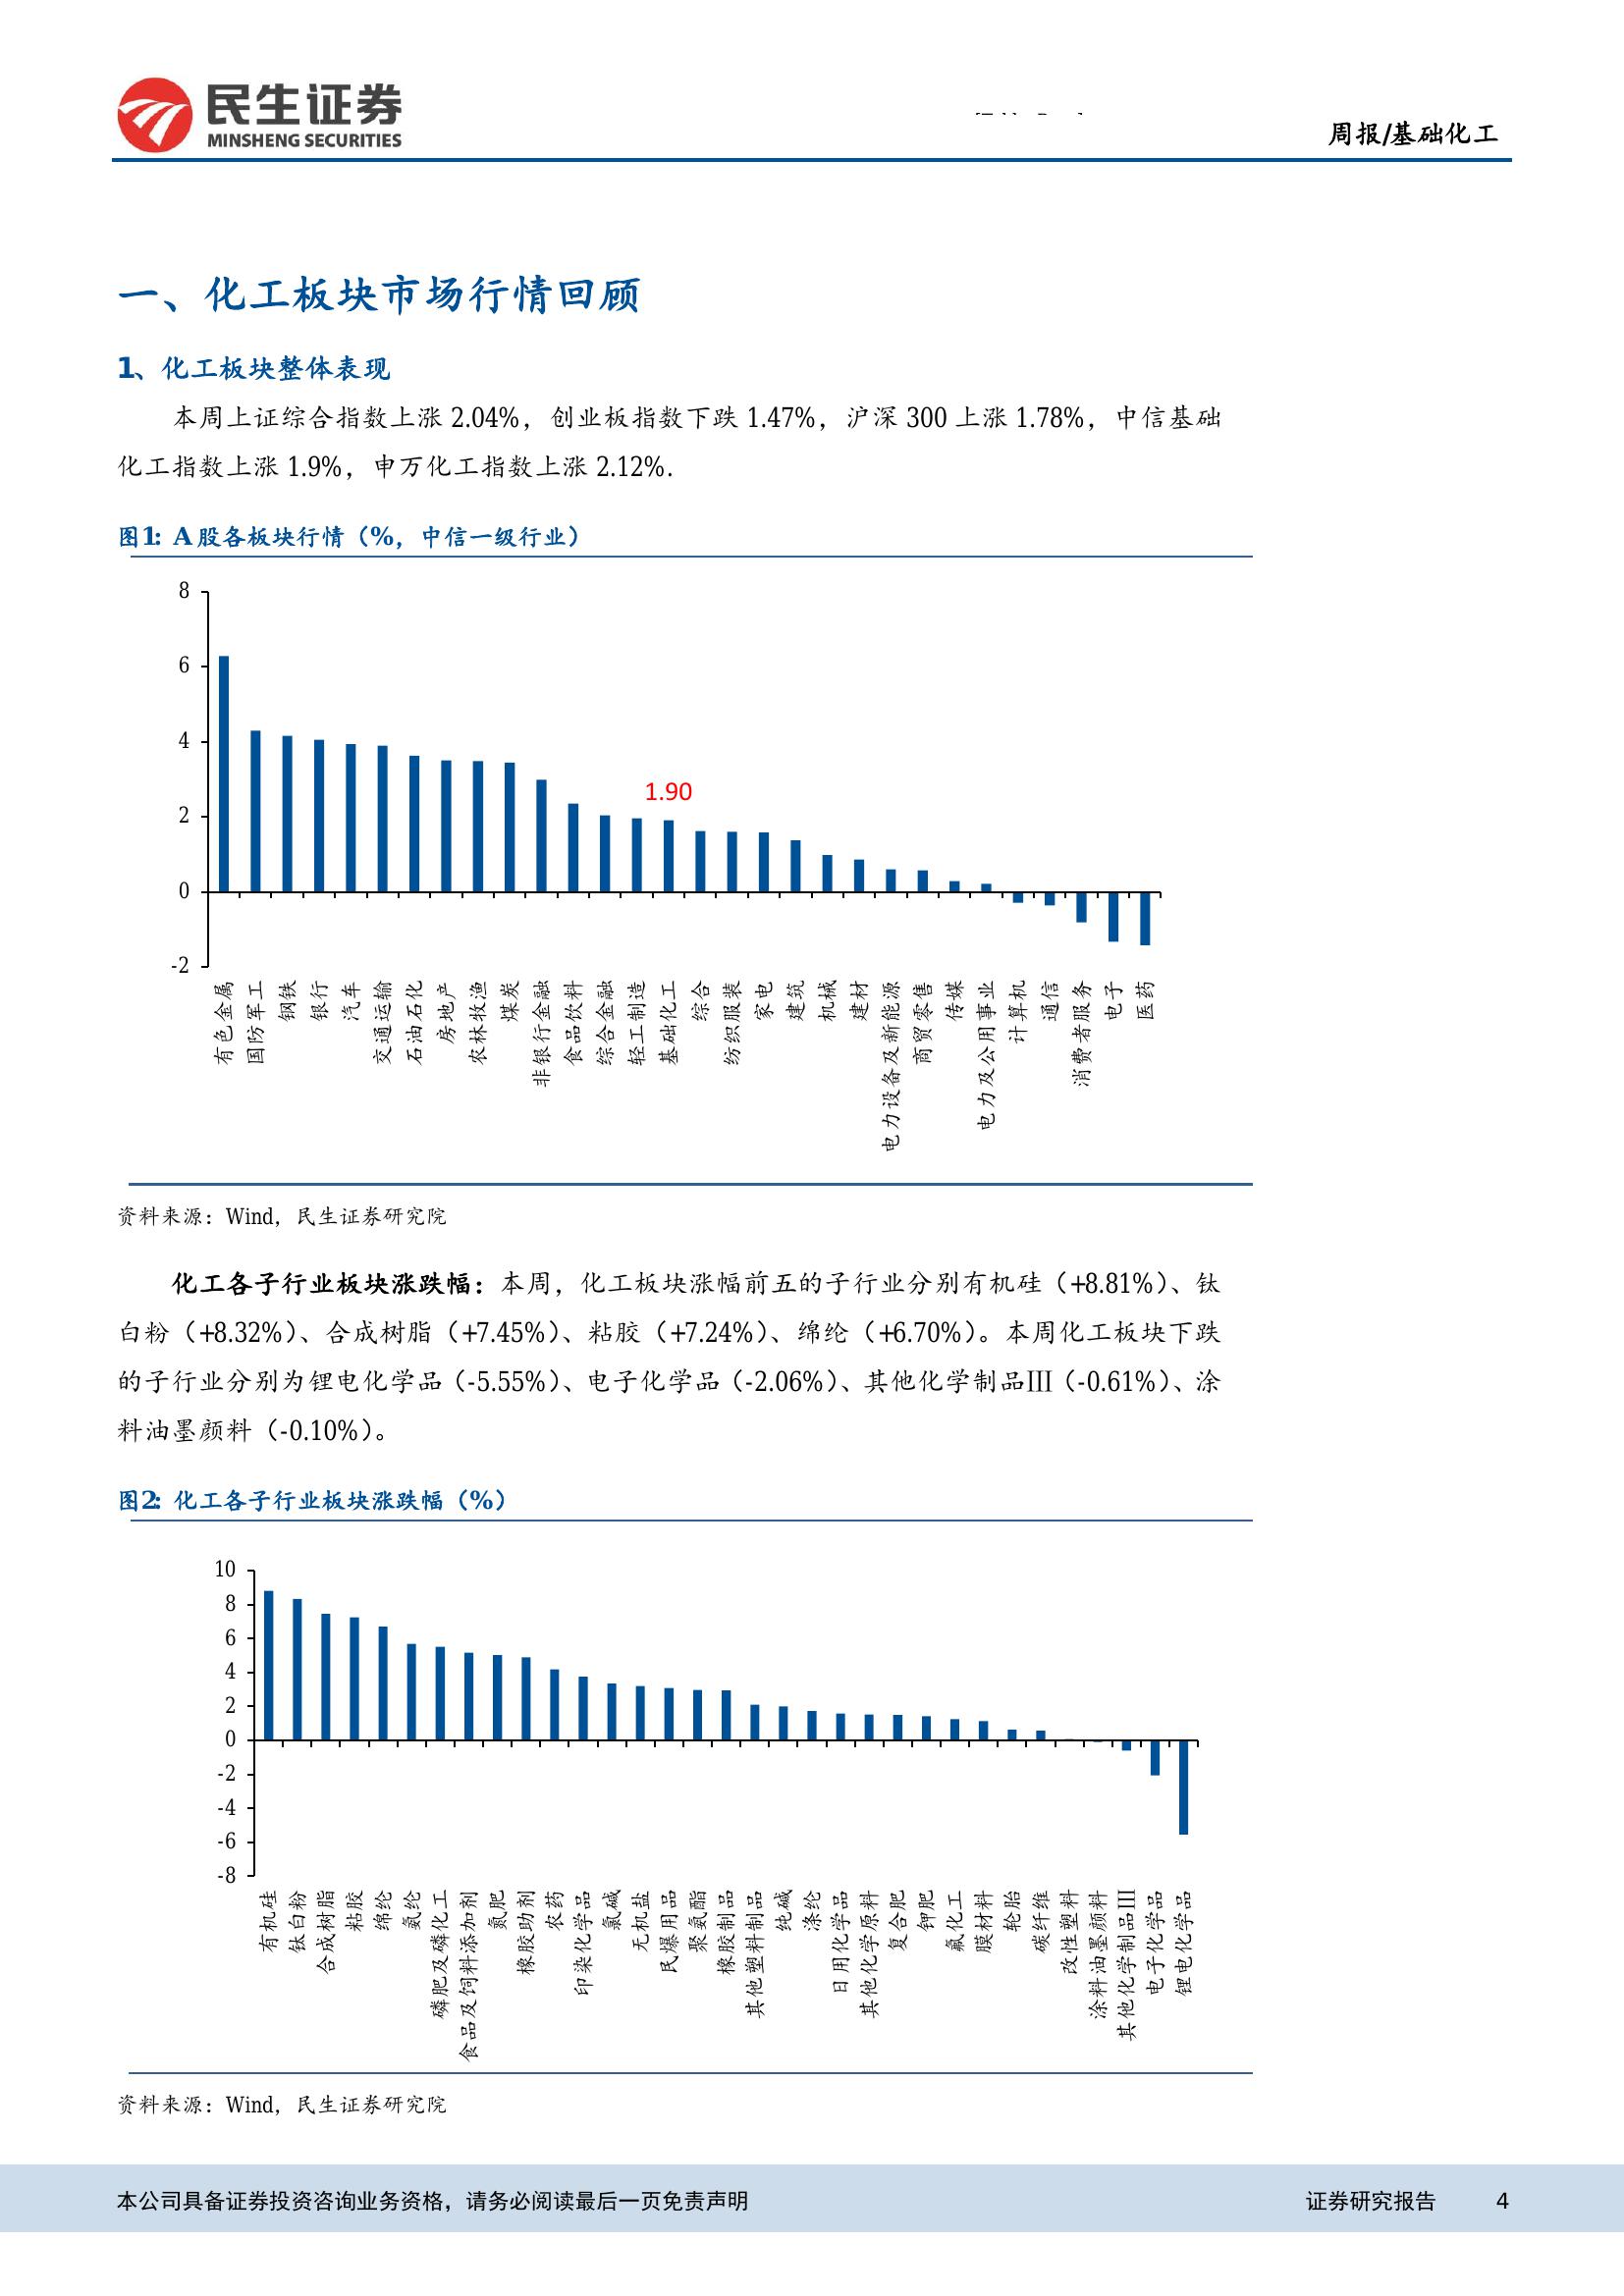 民生证券
MINSHENG SECURITIES
周报/基础化工
一、化工板块市场行情回顾
1、化工板块整体表现
本周上证综合指数上涨 2.04%，创业板指数下跌 1.47%，沪深 300 上涨 1.78%，中信基础
化工指数上涨 1.9%，申万化工指数上涨 2.12%.
图1：A 股各板块行情（%，中信一级行业）
8
6
4
2
0
-2
1.90
有色金属
国防军工
钢铁
银行
汽车
交通运输
石油石化
房地产
农林牧渔
煤炭
非银行金融
食品饮料
综合金融
轻工制造
基础化工
综合
纺织服装
家电
建筑
机械
建材
电力设备及新能源
商贸零售
传媒
电力及公用事业
计算机
通信
消费者服务
电子
医药
资料来源：Wind，民生证券研究院
化工各子行业板块涨跌幅：本周，化工板块涨幅前五的子行业分别有机硅（+8.81%）、钛
白粉（+8.32%）、合成树脂（+7.45%）、粘胶（+7.24%）、绵纶（+6.70%）。本周化工板块下跌
的子行业分别为锂电化学品（-5.55%）、电子化学品（-2.06%）、其他化学制品Ⅲ（-0.61%）、涂
料油墨颜料（-0.10%）。
图2：化工各子行业板块涨跌幅（%）
10
8
6
4
2
0
-2
-4
-6
-8
有机硅
钛白粉
合成树脂
粘胶
绵纶
氨纶
磷肥及磷化工
食品及饲料添加剂
氮肥
橡胶助剂
农药
印染化学品
氯碱
无机盐
民爆用品
聚氨酯
橡胶制品
其他塑料制品
纯碱
涤纶
日用化学品
其他化学原料
复合肥
钾肥
氟化工
膜材料
轮胎
碳纤维
改性塑料
涂料油墨颜料
其他化学制品Ⅲ
电子化学品
锂电化学品
资料来源：Wind，民生证券研究院
本公司具备证券投资咨询业务资格，请务必阅读最后一页免责声明
证券研究报告 4